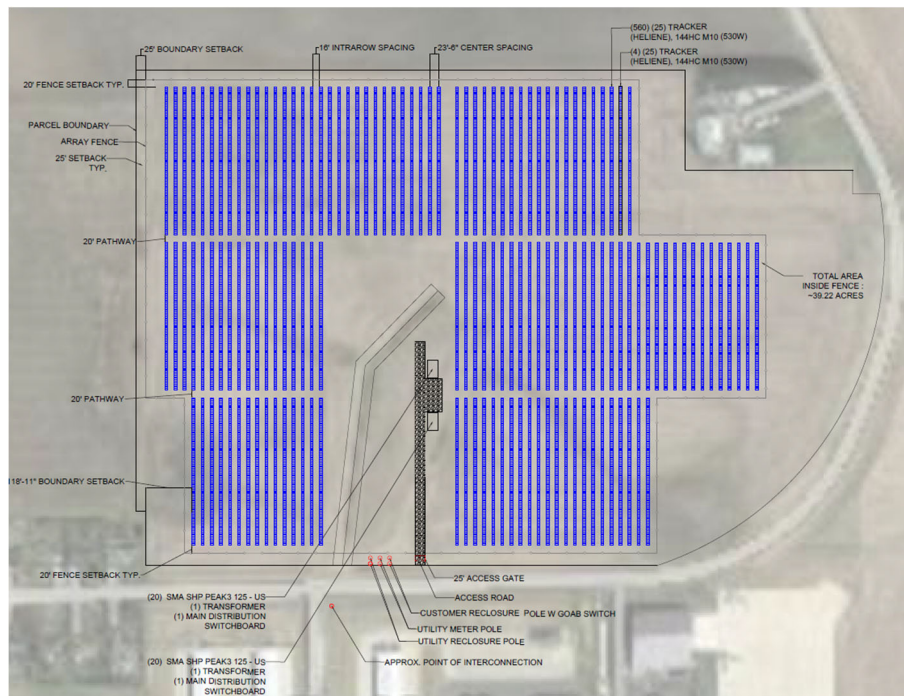 (560) (25) TRACKER
(HELIENE), 144HC M10 (530W)
25' BOUNDARY SETBACK
16' INTRAROW SPACING
23'-6" CENTER SPACING
(4) (25) TRACKER
(HELIENE), 144HC M10 (530W)
20' FENCE SETBACK TYP.
PARCEL BOUNDARY
ARRAY FENCE
25' SETBACK
TYP.
20' PATHWAY
TOTAL AREA
INSIDE FENCE :
~39.22 ACRES
20' PATHWAY
118'-11" BOUNDARY SETBACK
20' FENCE SETBACK TYP.
25' ACCESS GATE
(20) SMA SHP PEAK3 125 - US
(1) TRANSFORMER
(1) MAIN DISTRIBUTION
SWITCHBOARD
ACCESS ROAD
CUSTOMER RECLOSURE POLE W GOAB SWITCH
UTILITY METER POLE
UTILITY RECLOSURE POLE
(20) SMA SHP PEAK3 125 - US
(1) TRANSFORMER
(1) MAIN DISTRIBUTION
SWITCHBOARD
APPROX. POINT OF INTERCONNECTION